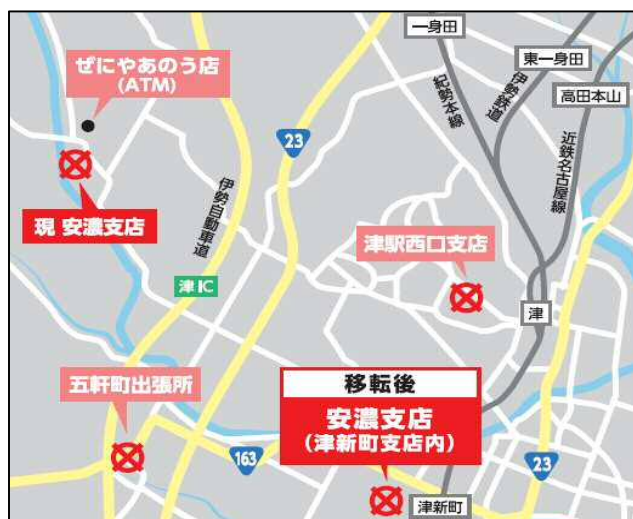 一身田
ぜにやあのう店
(ATM)
東一身田
高田本山
紀勢本線
伊勢鉄道
近鉄名古屋線
23
伊勢自動車道
現 安濃支店
津駅西口支店
津IC
津
移転後
五軒町出張所
安濃支店
(津新町支店内)
163
23
津新町